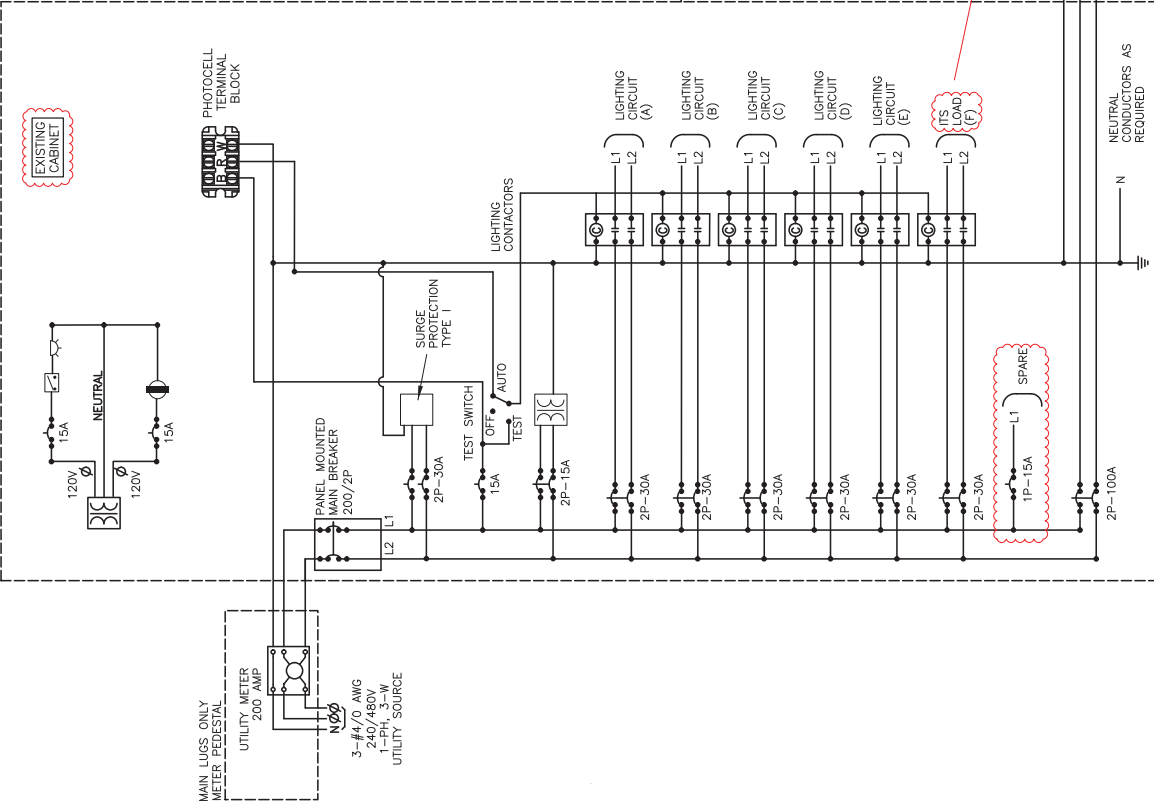 EXISTING
CABINET
PHOTOCELL
TERMINAL
BLOCK
B R W
LIGHTING
CIRCUIT
(A)
LIGHTING
CIRCUIT
(B)
LIGHTING
CIRCUIT
(C)
LIGHTING
CIRCUIT
(D)
LIGHTING
CIRCUIT
(E)
ITS
LOAD
(F)
L1
L2
L1
L2
L1
L2
L1
L2
L1
L2
L1
L2
NEUTRAL
CONDUCTORS AS
REQUIRED
N
LIGHTING
CONTACTORS
C
C
C
C
C
C
SURGE
PROTECTION
TYPE I
NEUTRAL
15A
15A
120V
120V
TEST SWITCH
OFF
AUTO
TEST
SPARE
L1
PANEL MOUNTED
MAIN BREAKER
200/2P
L1
L2
2P-30A
15A
2P-15A
2P-30A
2P-30A
2P-30A
2P-30A
2P-30A
2P-30A
1P-15A
2P-100A
MAIN LUGS ONLY
METER PEDESTAL
UTILITY METER
200 AMP
N
3-#4/0 AWG
240/480V
1-PH, 3-W
UTILITY SOURCE